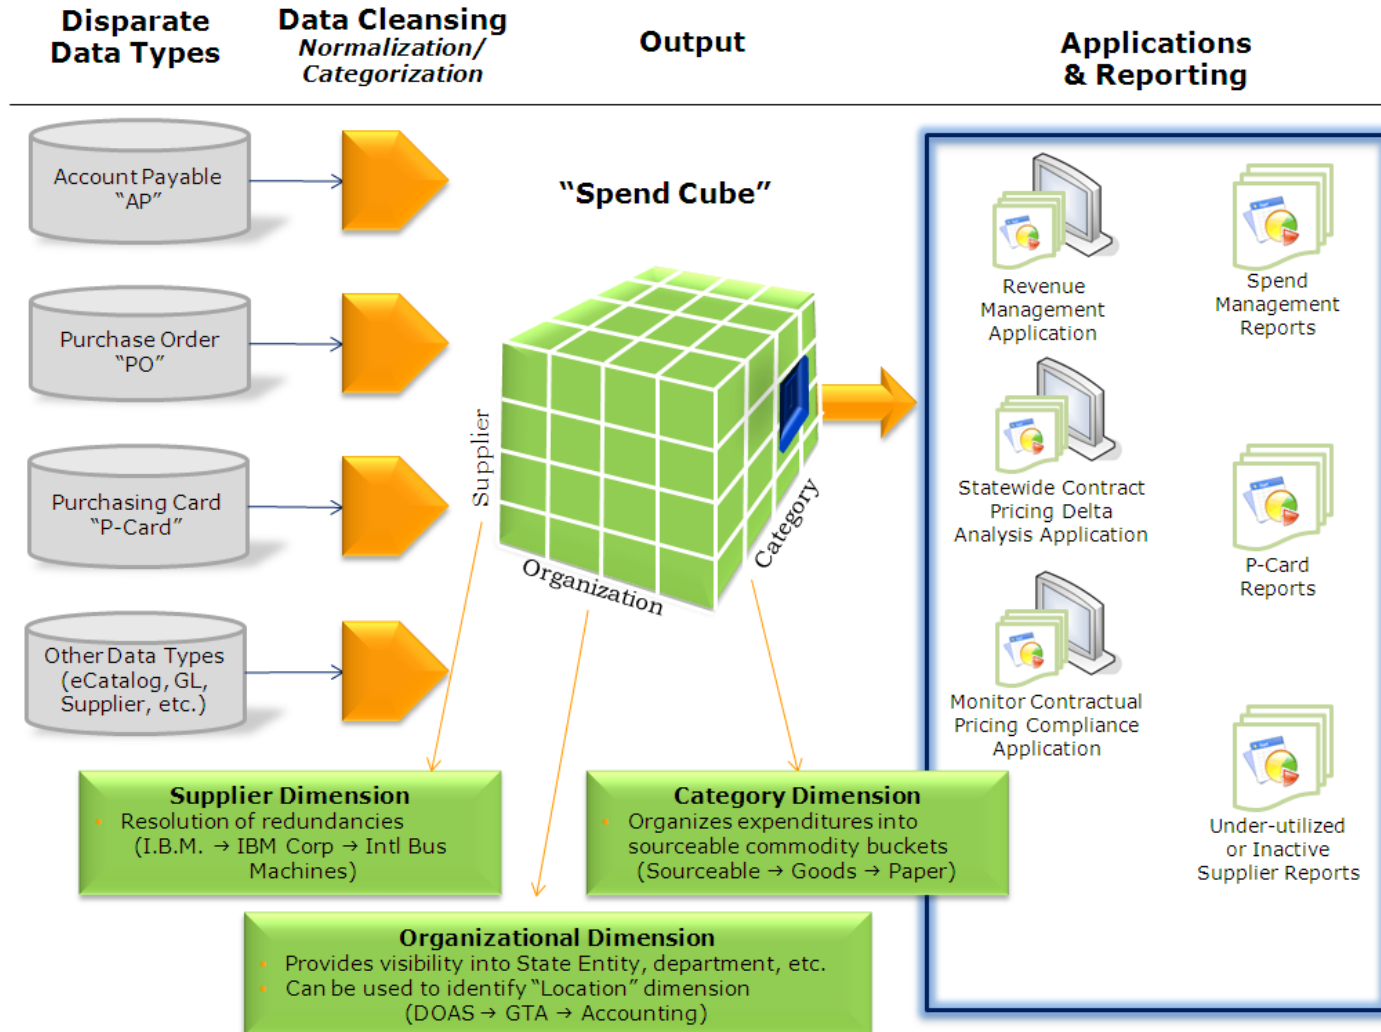 Disparate
Data Types
Data Cleansing
Normalization/
Categorization
Output
Applications
& Reporting
Account Payable
“AP”
Purchase Order
“PO”
Purchasing Card
“P-Card”
Other Data Types
(eCatalog, GL,
Supplier, etc.)
“Spend Cube”
Supplier
Organization
Category
Revenue
Management
Application
Spend
Management
Reports
Statewide Contract
Pricing Delta
Analysis Application
P-Card
Reports
Monitor Contractual
Pricing Compliance
Application
Under-utilized
or Inactive
Supplier Reports
Supplier Dimension
• Resolution of redundancies
(I.B.M. → IBM Corp → Intl Bus
Machines)
Category Dimension
• Organizes expenditures into
sourceable commodity buckets
(Sourceable → Goods → Paper)
Organizational Dimension
• Provides visibility into State Entity, department, etc.
• Can be used to identify “Location” dimension
(DOAS → GTA → Accounting)